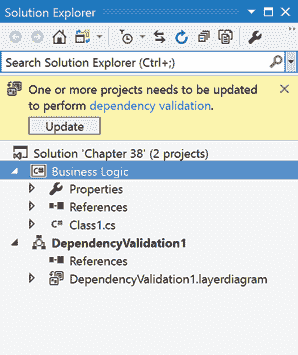 Solution Explorer
Search Solution Explorer (Ctrl+;)
One or more projects needs to be updated
to perform dependency validation.
Update
Solution 'Chapter 38' (2 projects)
Business Logic
Properties
References
Class1.cs
DependencyValidation1
References
DependencyValidation1.layerdiagram